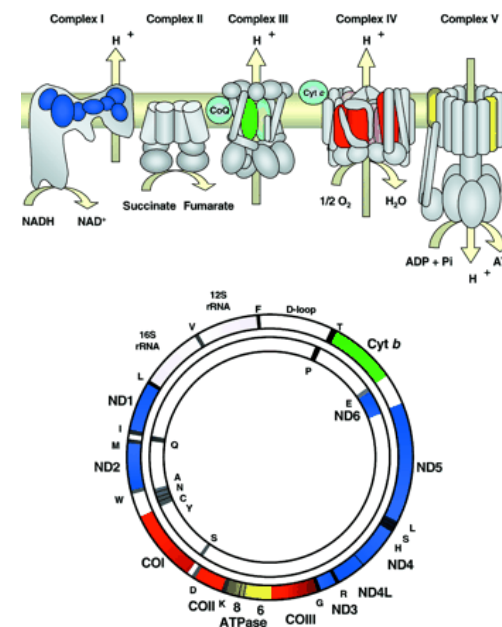 Complex I
Complex II
Complex III
Complex IV
Complex V
H +
H +
H +
CoQ
Cyt c
NADH
NAD+
Succinate
Fumarate
1/2 O2
H2O
ADP + Pi
H +
12S
rRNA
F
D-loop
T
Cyt b
V
16S
rRNA
P
E
ND6
L
ND1
I
M
ND2
Q
W
A
N
C
Y
ND5
L
S
H
ND4
S
COI
D
COII
K
8
6
ATPase
COIII
G
ND3
R
ND4L